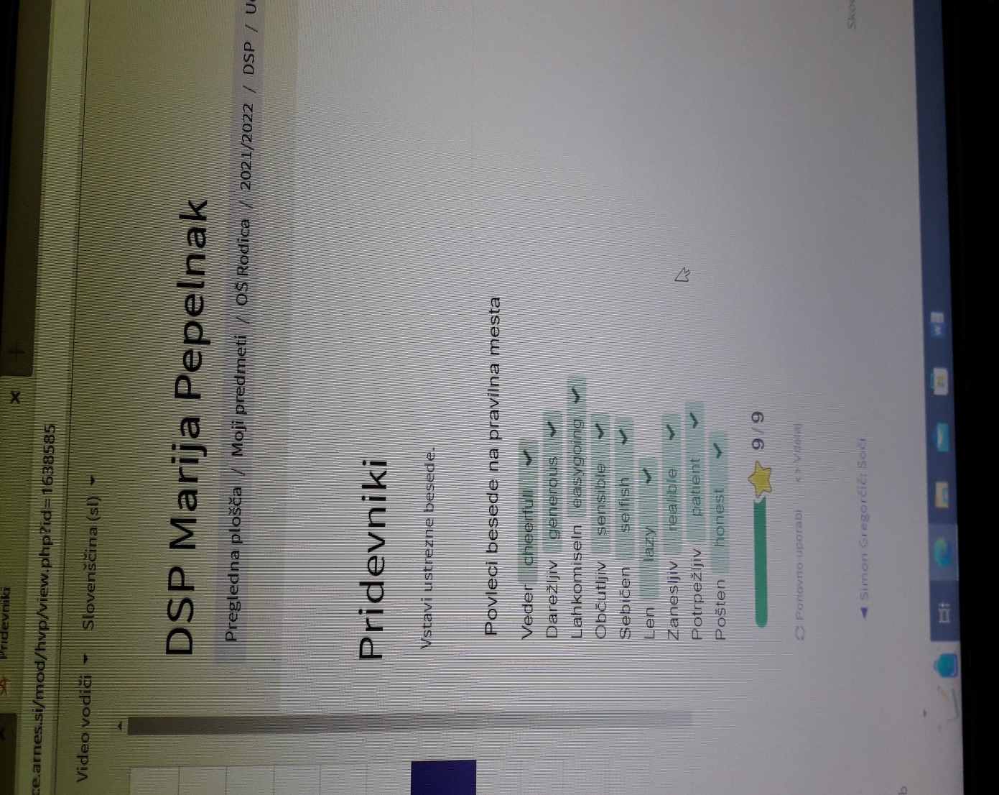 Pridevniki
ce.arnes.si/mod/hvp/view.php?id=1638585
Video vodiči Slovenščina (sl)
DSP Marija Pepelnak
Pregledna plošča / Moji predmeti / OŠ Rodica / 2021/2022 / DSP /
Pridevniki
Vstavi ustrezne besede.
Povleci besede na pravilna mesta
Veder cheerfull
Darežljiv generous
Lahkomiseln easygoing
Občutljiv sensible
Sebičen selfish
Len lazy
Zanesljiv realible
Potrpežljiv patient
Pošten honest
9/9
Ponovno uporabi <> Vdelaj
◄ Simon Gregorčič: Soči